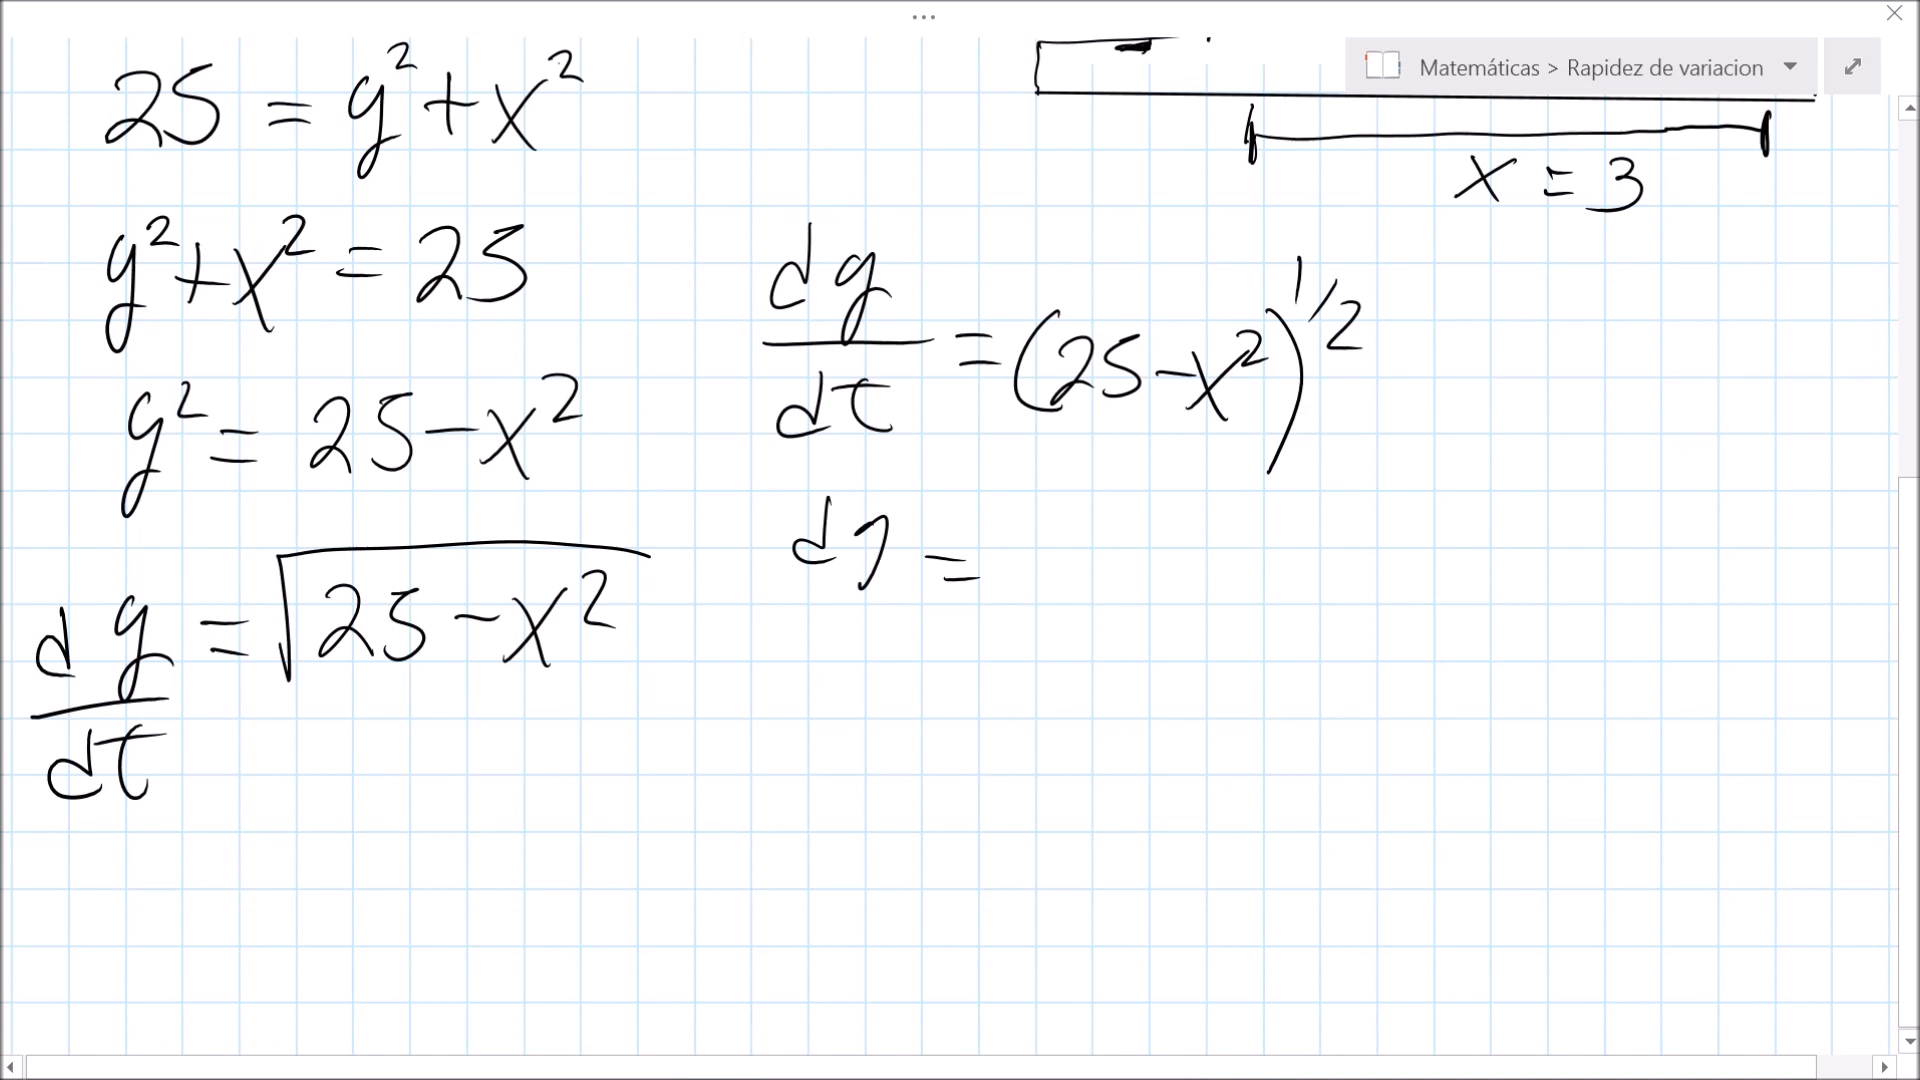 Matemáticas > Rapidez de variacion
25 = y² + x²
x = 3
y² + x² = 25
y² = 25 - x²
dy/dt = √(25 - x²)
dy/dt = (25 - x²)^1/2
dy =